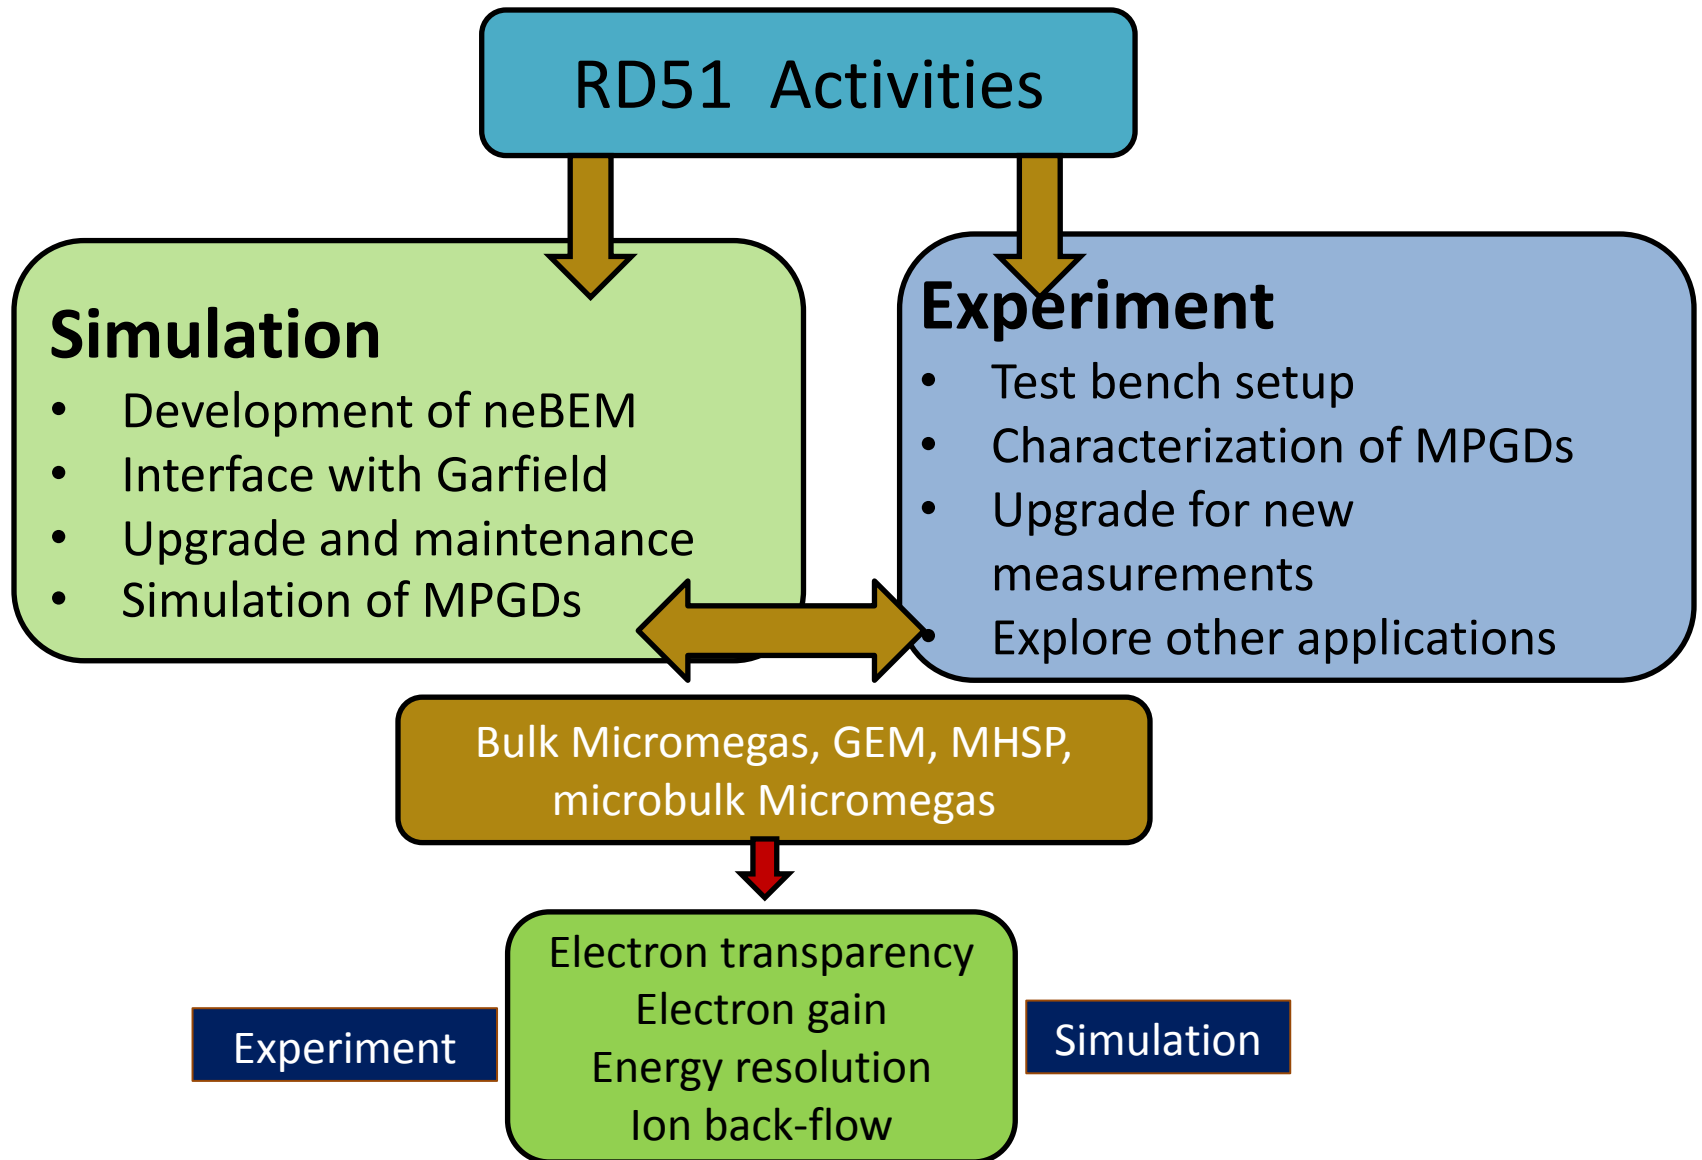 RD51 Activities
Simulation
• Development of neBEM
• Interface with Garfield
• Upgrade and maintenance
• Simulation of MPGDs
Experiment
• Test bench setup
• Characterization of MPGDs
• Upgrade for new
measurements
• Explore other applications
Bulk Micromegas, GEM, MHSP,
microbulk Micromegas
Electron transparency
Electron gain
Energy resolution
Ion back-flow
Experiment
Simulation